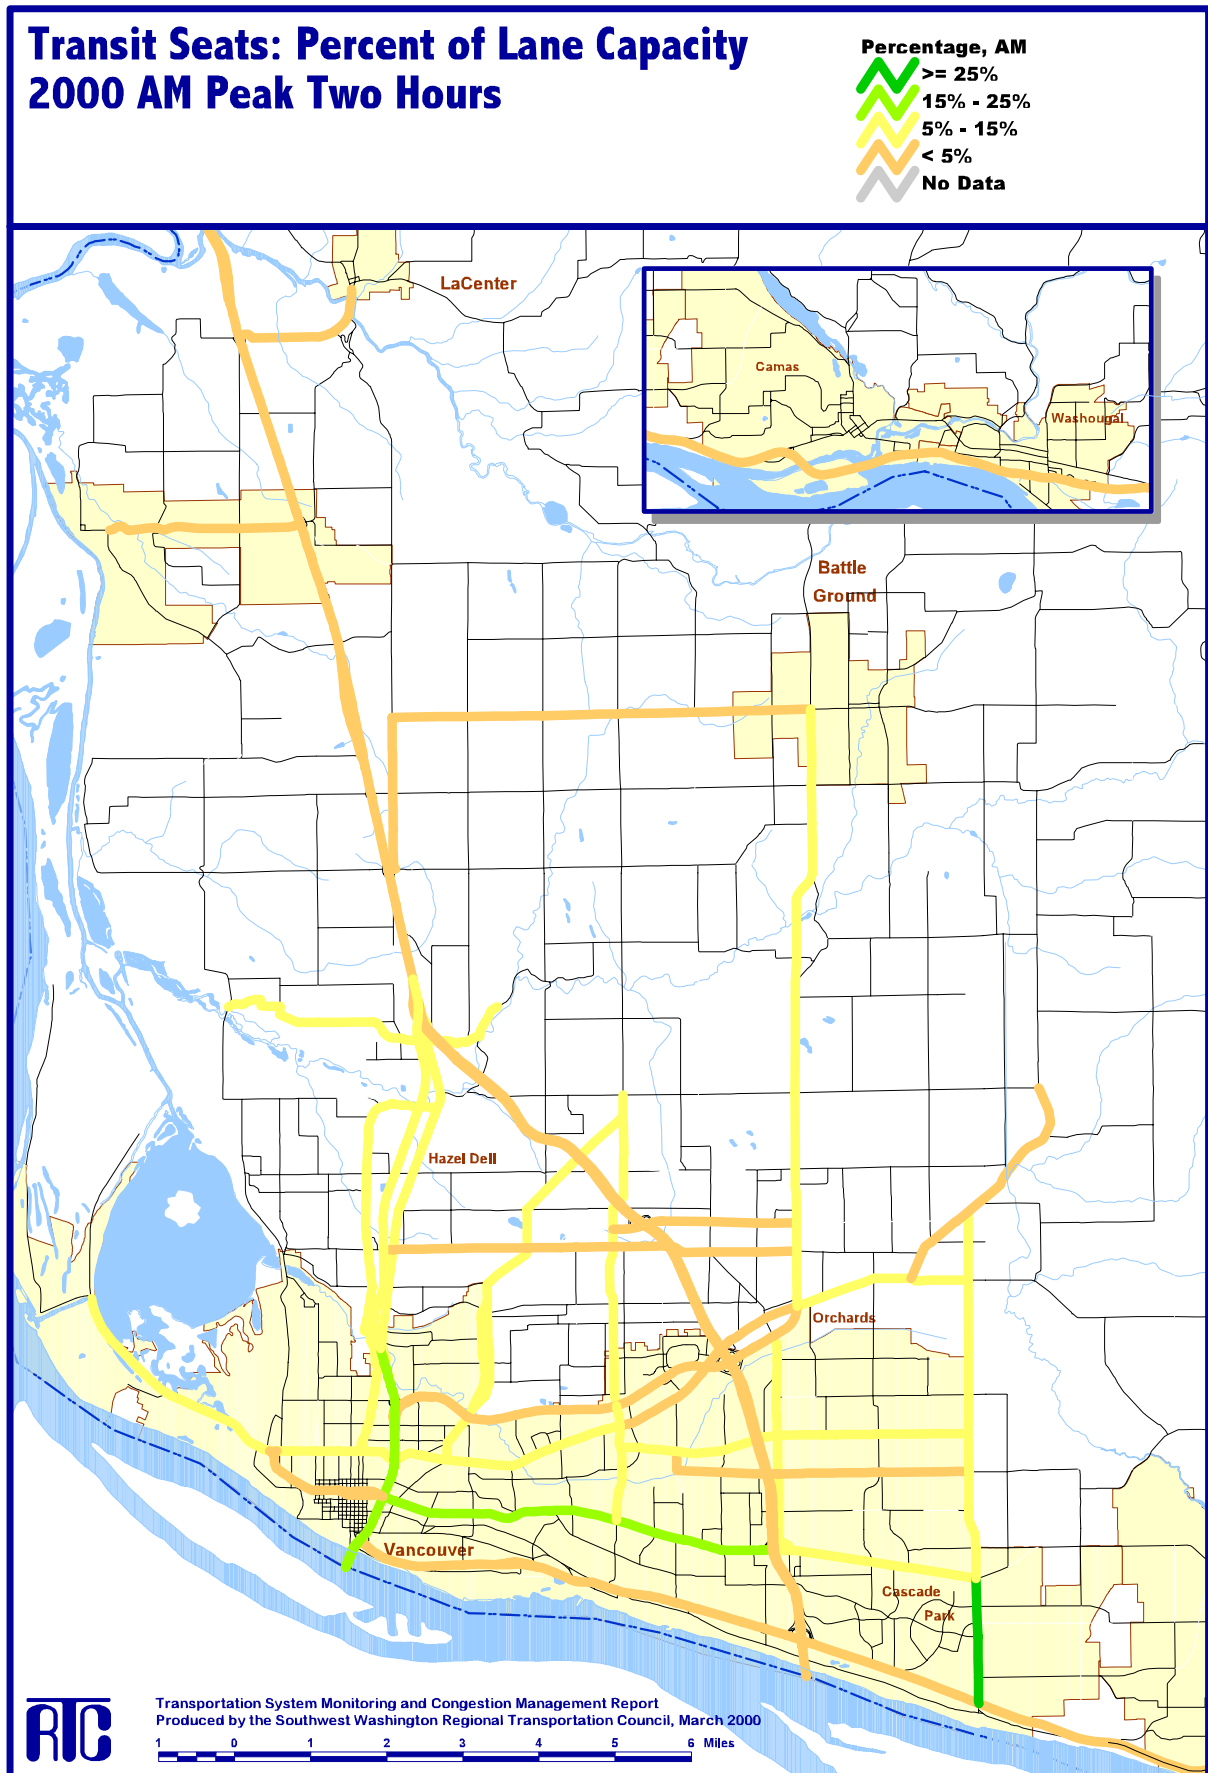 Transit Seats: Percent of Lane Capacity
2000 AM Peak Two Hours
Percentage, AM
>= 25%
15% - 25%
5% - 15%
< 5%
No Data
LaCenter
Camas
Washougal
Battle
Ground
Hazel Dell
Orchards
Vancouver
Cascade
Park
RTC
Transportation System Monitoring and Congestion Management Report
Produced by the Southwest Washington Regional Transportation Council, March 2000
1 0 1 2 3 4 5 6 Miles